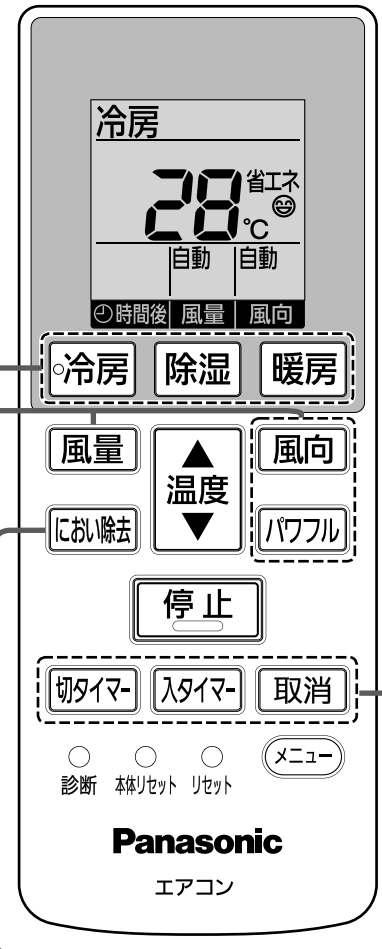 冷房
28℃ 省エネ
自動 自動
時間後 風量 風向
冷房 除湿 暖房
風量 温度 風向
におい除去 パワフル
停止
切タイマー 入タイマー 取消
診断 本体リセット リセット メニュー
Panasonic
エアコン